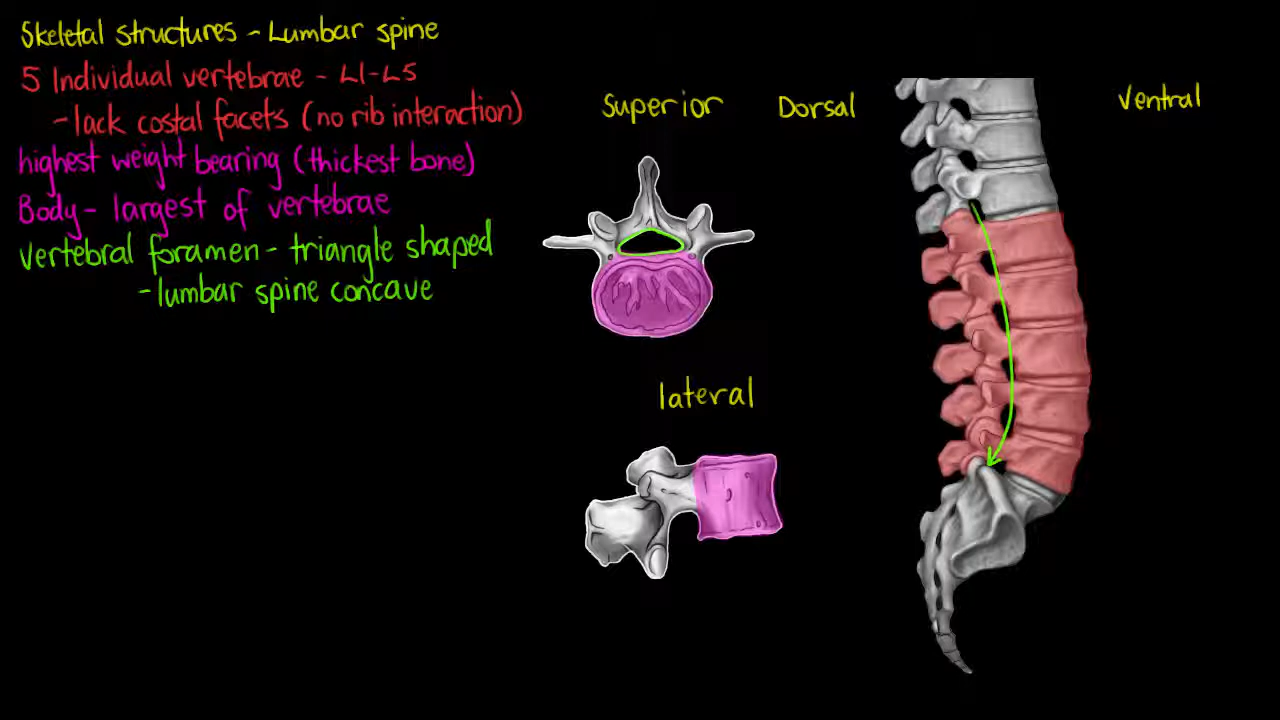 Skeletal structures - Lumbar spine
5 Individual vertebrae - L1-L5
- lack costal facets (no rib interaction)
highest weight bearing (thickest bone)
Body - largest of vertebrae
vertebral foramen - triangle shaped
- lumbar spine concave
Superior
Dorsal
Ventral
lateral